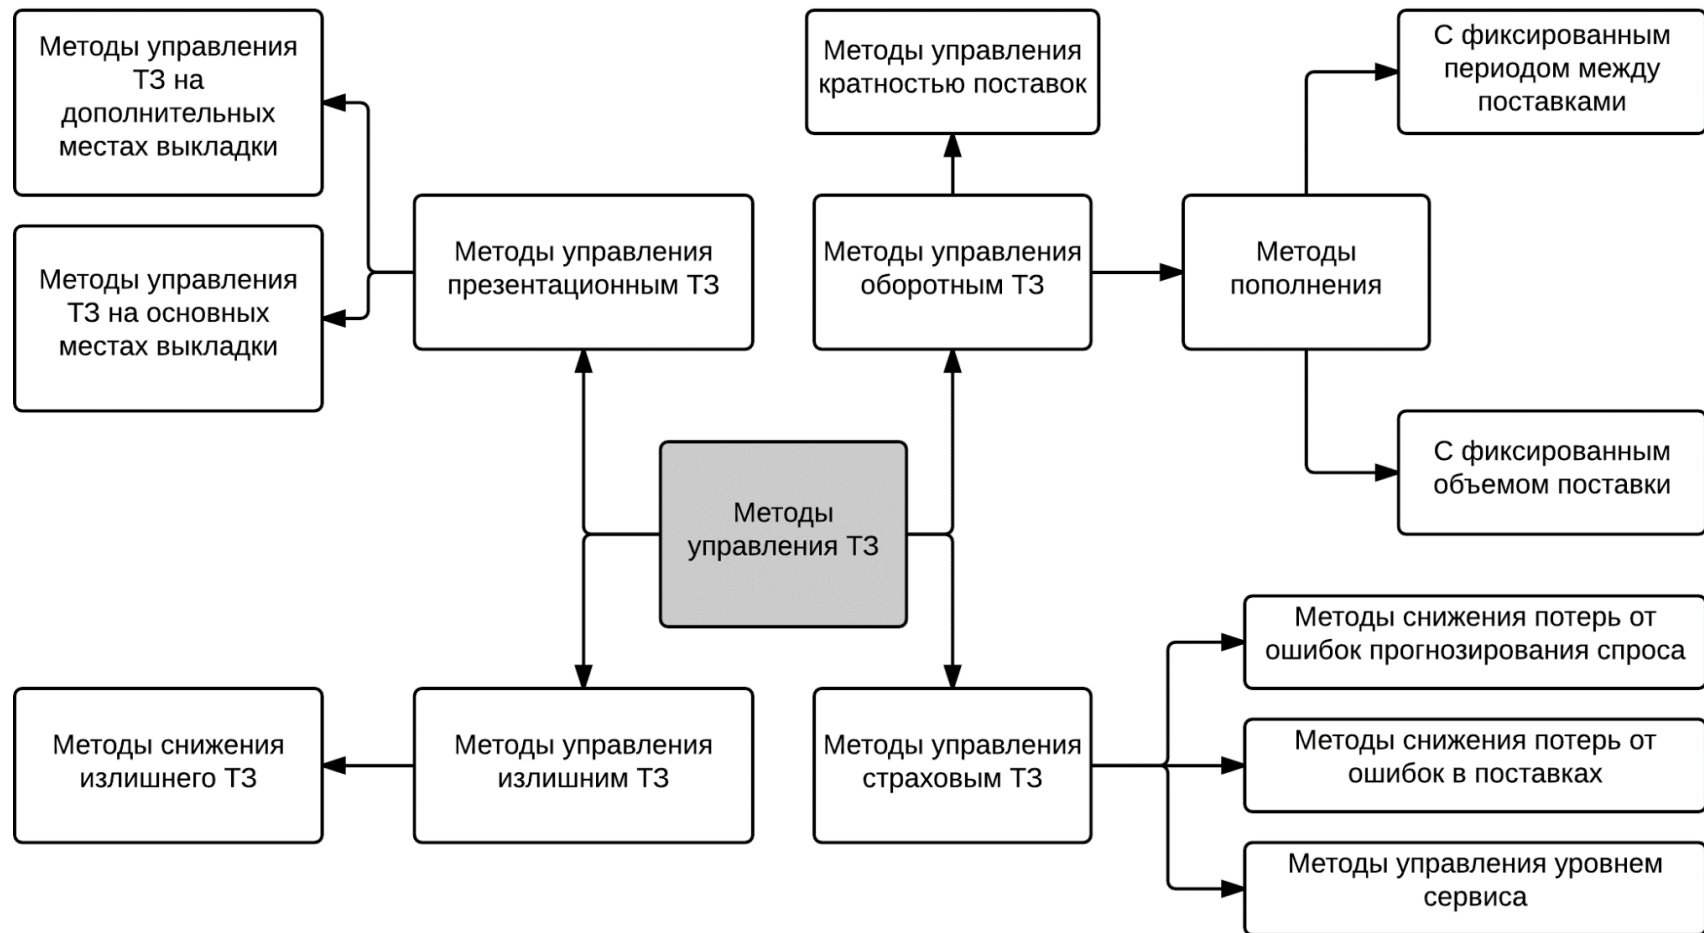 Методы управления
ТЗ на
дополнительных
местах выкладки
Методы управления
кратностью поставок
С фиксированным
периодом между
поставками
Методы управления
ТЗ на основных
местах выкладки
Методы управления
презентационным ТЗ
Методы управления
оборотным ТЗ
Методы
пополнения
С фиксированным
объемом поставки
Методы
управления ТЗ
Методы снижения
излишнего ТЗ
Методы управления
излишним ТЗ
Методы управления
страховым ТЗ
Методы снижения потерь от
ошибок прогнозирования спроса
Методы снижения потерь от
ошибок в поставках
Методы управления уровнем
сервиса